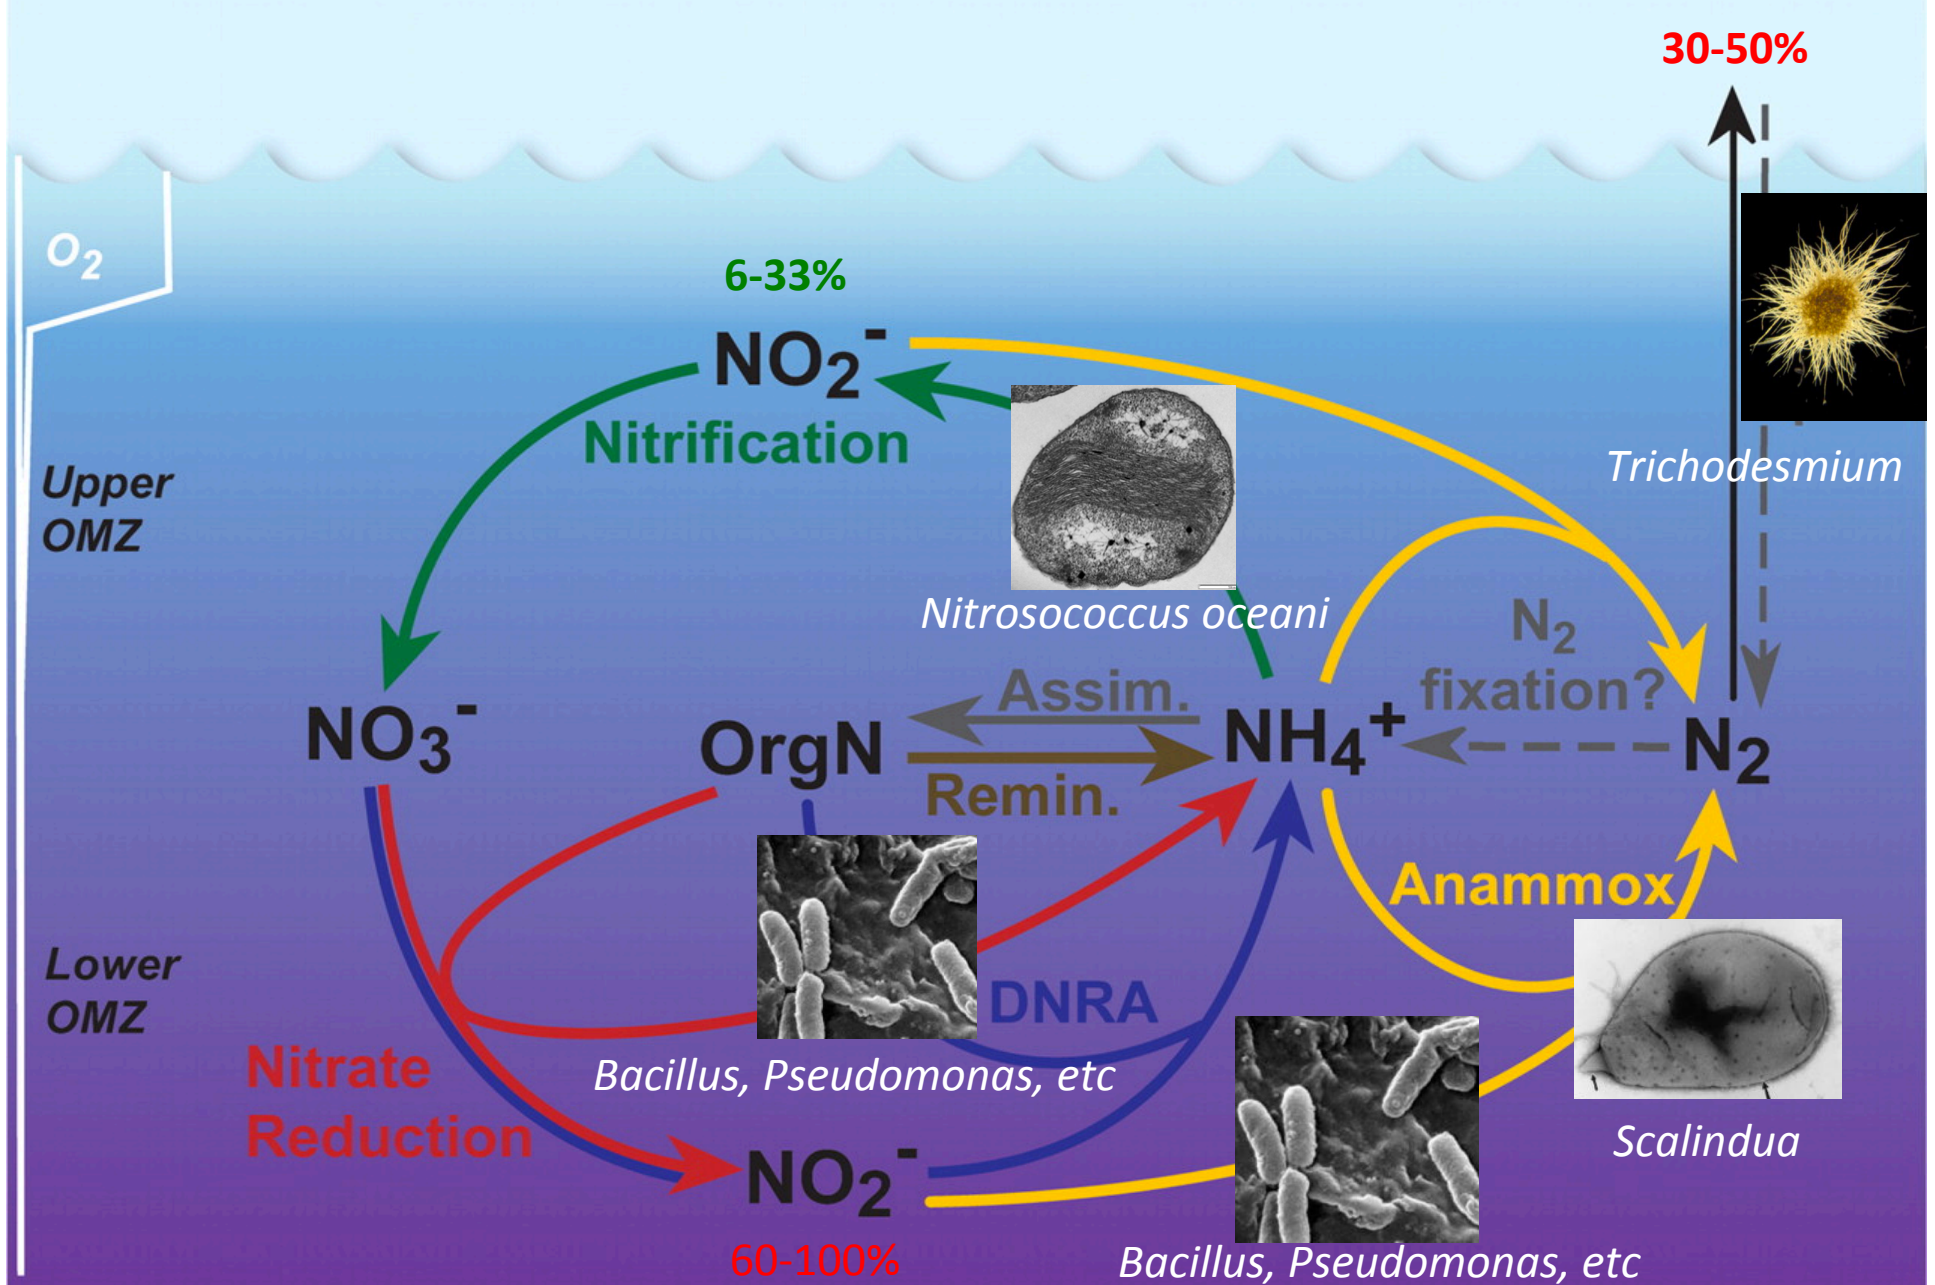 30-50%
O2
6-33%
NO2-
Nitrification
Trichodesmium
Upper
OMZ
Nitrosococcus oceani
N2
fixation?
Assim.
NO3-
OrgN
NH4+
N2
Remin.
Anammox
Lower
OMZ
DNRA
Nitrate
Reduction
Bacillus, Pseudomonas, etc
Scalindua
NO2-
60-100%
Bacillus, Pseudomonas, etc